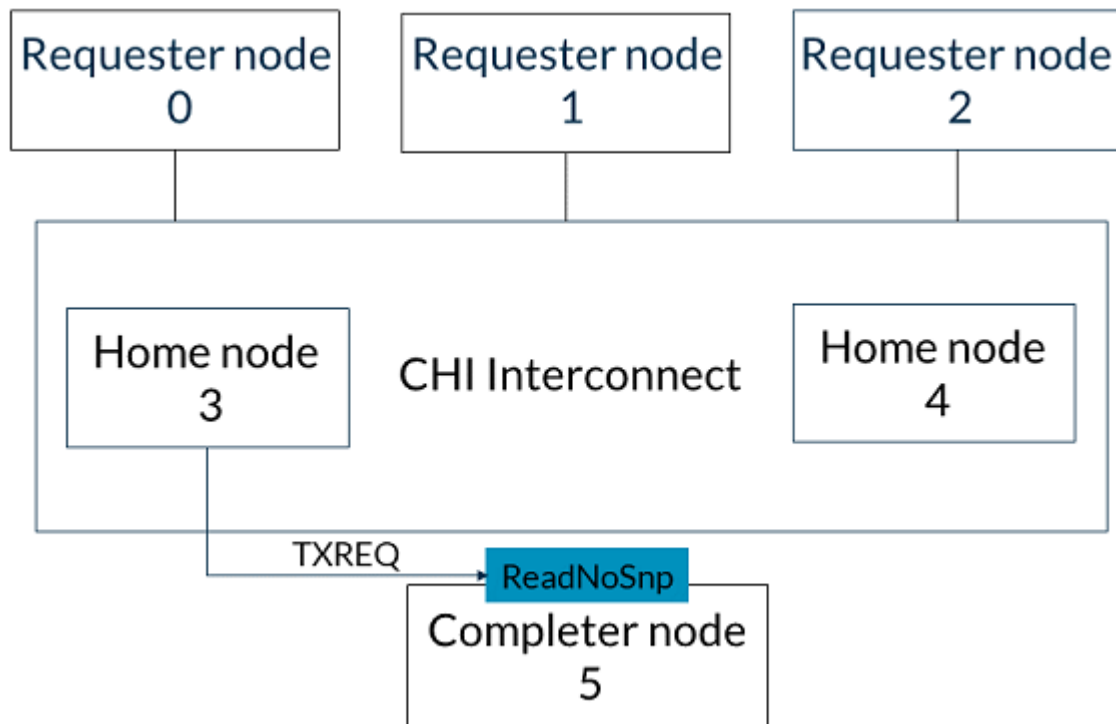 Requester node
0
Requester node
1
Requester node
2
Home node
3
CHI Interconnect
Home node
4
TXREQ
ReadNoSnp
Completer node
5